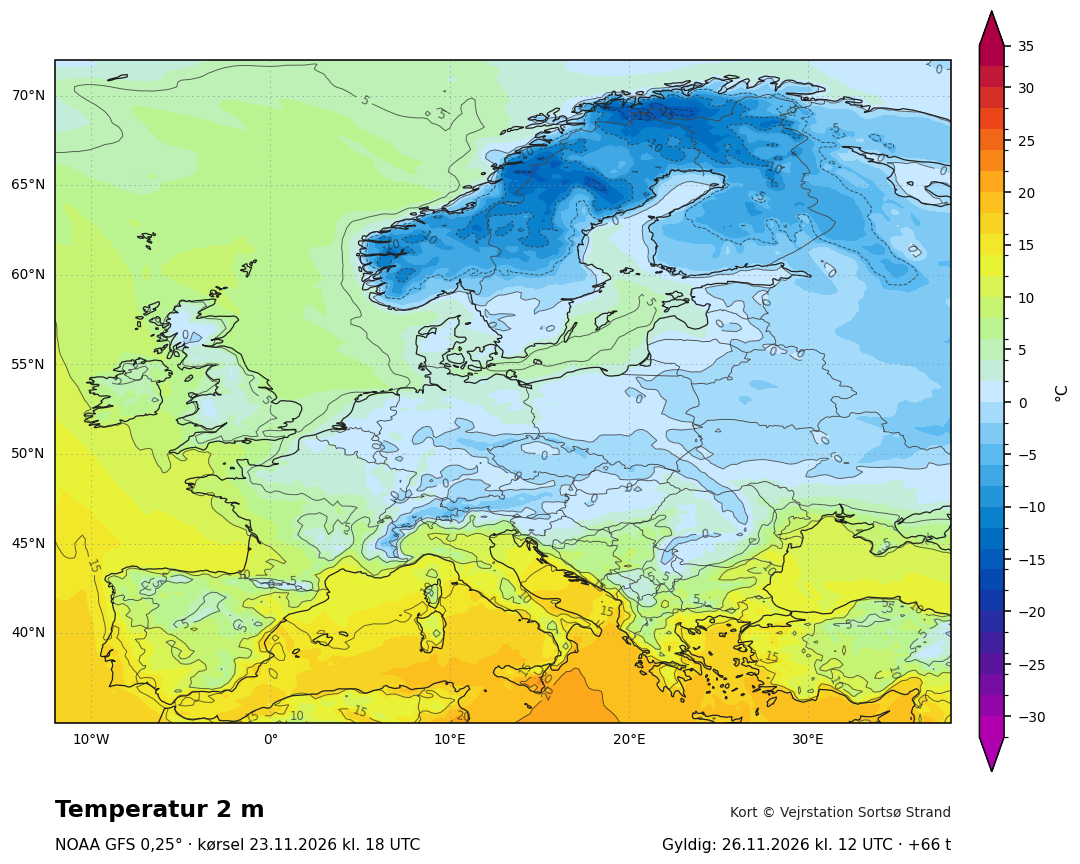 70°N
65°N
60°N
55°N
50°N
45°N
40°N
10°W
0°
10°E
20°E
30°E
35
30
25
20
15
10
5
0
−5
−10
−15
−20
−25
−30
°C
Temperatur 2 m
Kort © Vejrstation Sortsø Strand
NOAA GFS 0,25° · kørsel 23.11.2026 kl. 18 UTC
Gyldig: 26.11.2026 kl. 12 UTC · +66 t